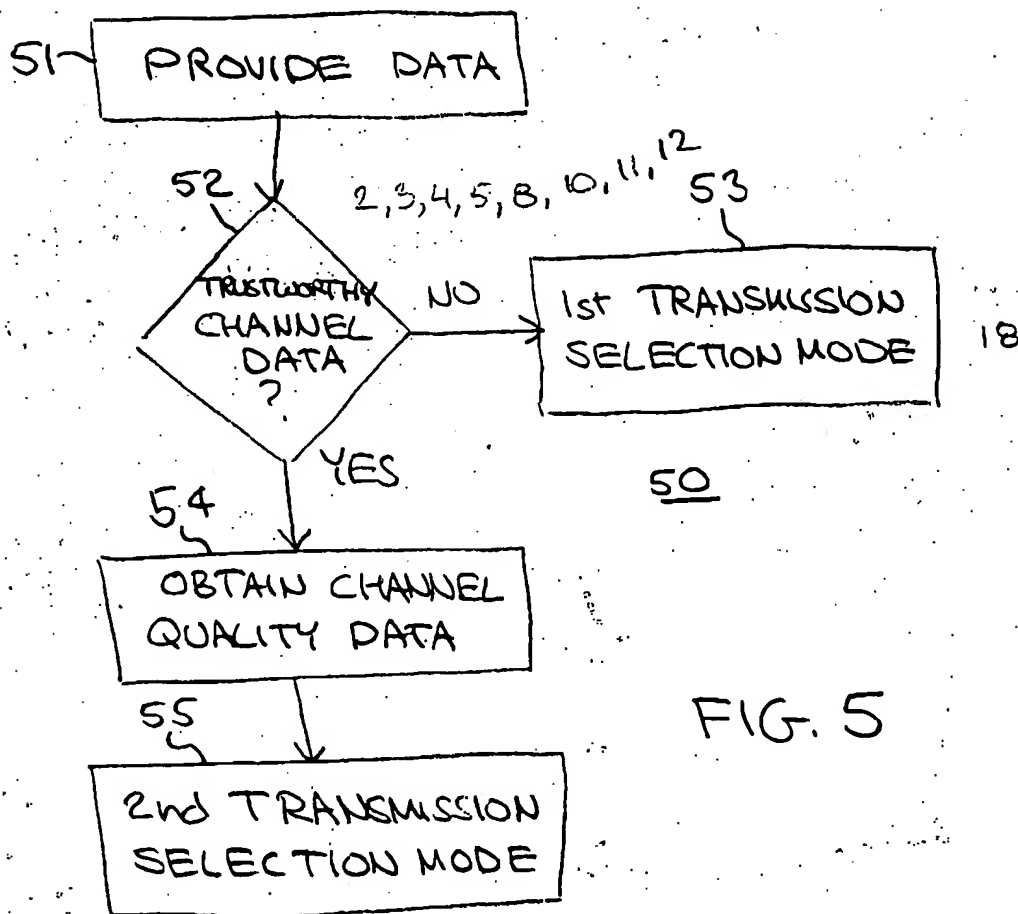 51
PROVIDE DATA
52
2,3,4,5,8,10,11,12
53
TRUSTWORTHY
CHANNEL
DATA
?
NO
1st TRANSMISSION
SELECTION MODE
18
YES
50
54
OBTAIN CHANNEL
QUALITY DATA
55
FIG. 5
2nd TRANSMISSION
SELECTION MODE